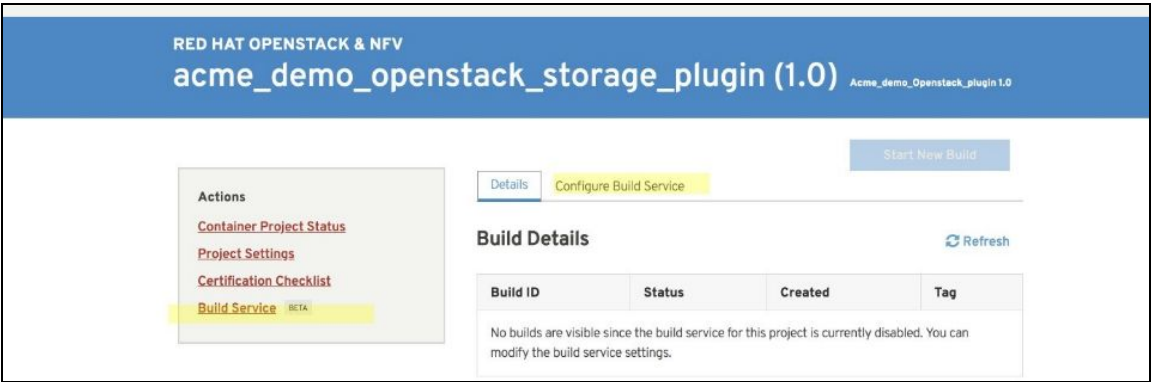 RED HAT OPENSTACK & NFV
acme_demo_openstack_storage_plugin (1.0) Acme_demo_Openstack_plugin 1.0
Start New Build
Actions
Container Project Status
Project Settings
Certification Checklist
Build Service BETA
Details Configure Build Service
Build Details
Refresh
Build ID Status Created Tag
No builds are visible since the build service for this project is currently disabled. You can
modify the build service settings.